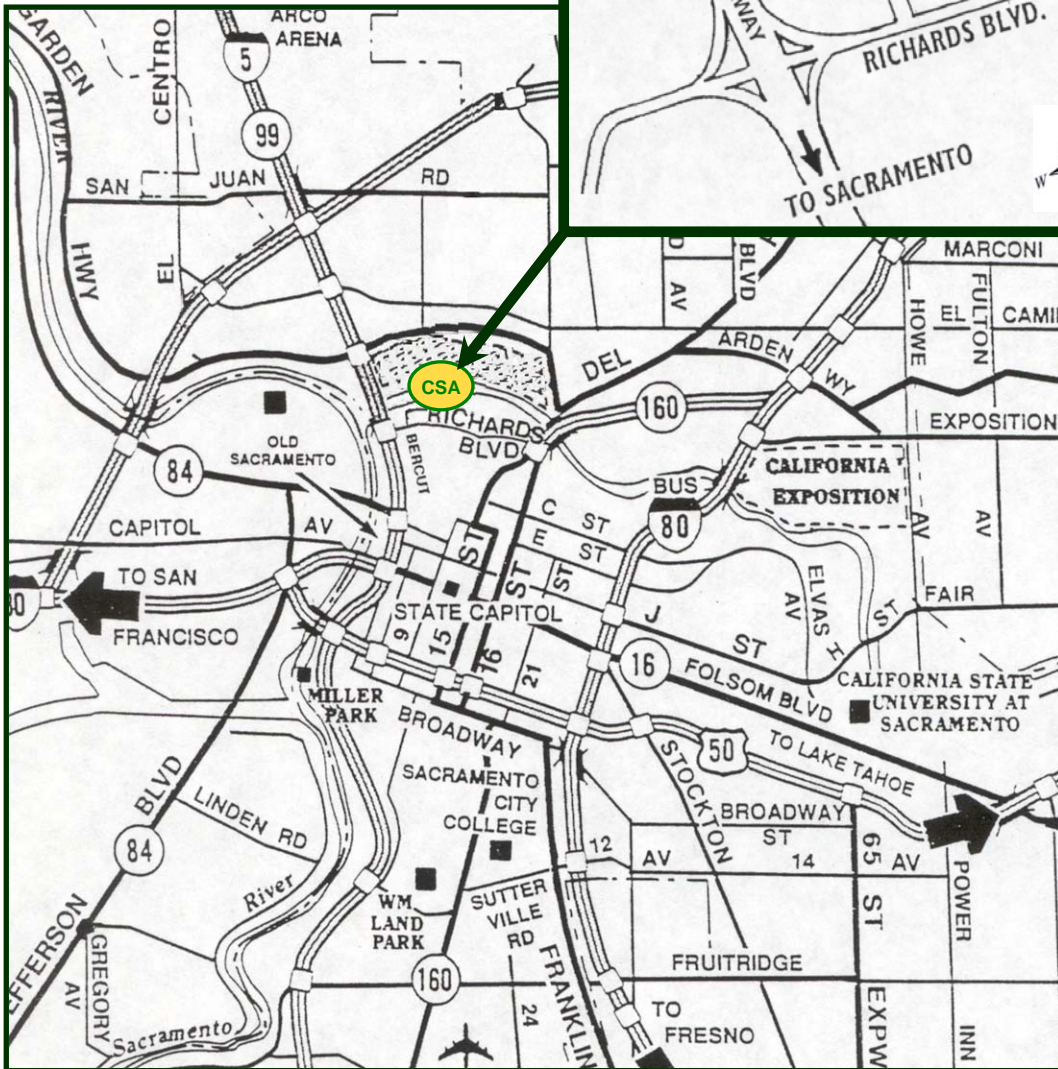 WAY
RICHARDS BLVD.
TO SACRAMENTO
W
ARCO
ARENA
GARDEN
RIVER
HWY
CENTRO
EL
5
99
SAN JUAN RD
MARCONI
AV
BLVD
HOWE
AV
FULTON
AV
EL CAMI
DEL
ARDEN
WY
160
EXPOSITION
CSA
RICHARDS
BLVD
BERCUT
OLD
SACRAMENTO
84
CALIFORNIA
EXPOSITION
BUS
80
CAPITOL AV
C ST
E ST
ST
ST
ST
TO SAN
FRANCISCO
80
STATE CAPITOL
9
15
16
21
J ST
ELVAS
AV
H ST
FAIR
16
FOLSOM BLVD
CALIFORNIA STATE
UNIVERSITY AT
SACRAMENTO
MILLER
PARK
BROADWAY
50
TO LAKE TAHOE
STOCKTON
SACRAMENTO
CITY
COLLEGE
BROADWAY
ST
14 AV
12 AV
65 ST
EXPW
POWER
INN
JEFFERSON
BLVD
LINDEN RD
84
River
WM
LAND
PARK
SUTTER
VILLE
RD
FRANKLIN
FRUITRIDGE
160
24
TO
FRESNO
GREGORY
AV
Sacramento